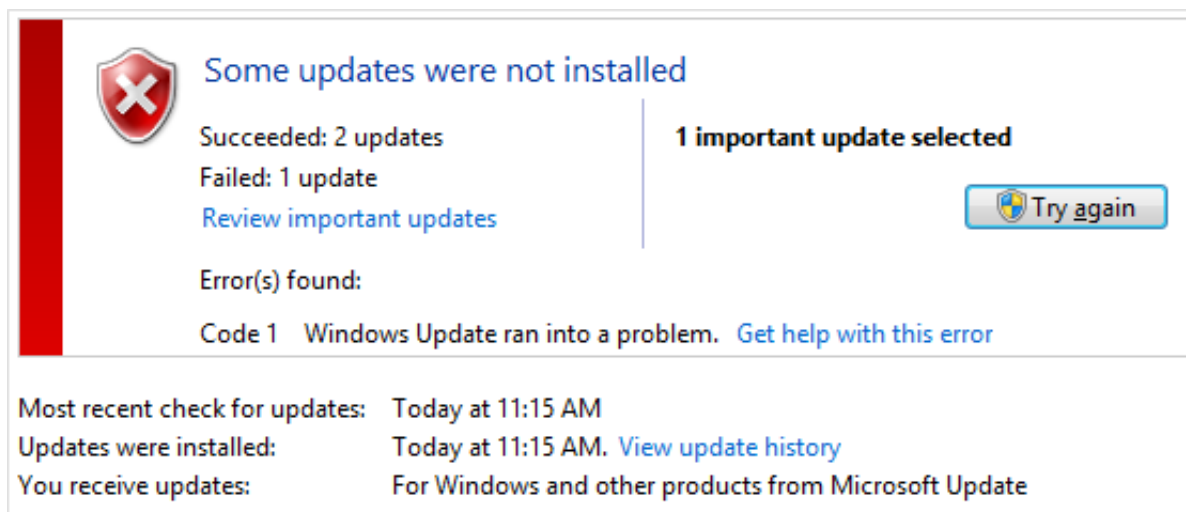 Some updates were not installed
Succeeded: 2 updates
Failed: 1 update
Review important updates
1 important update selected
Try again
Error(s) found:
Code 1 Windows Update ran into a problem. Get help with this error
Most recent check for updates: Today at 11:15 AM
Updates were installed: Today at 11:15 AM. View update history
You receive updates: For Windows and other products from Microsoft Update